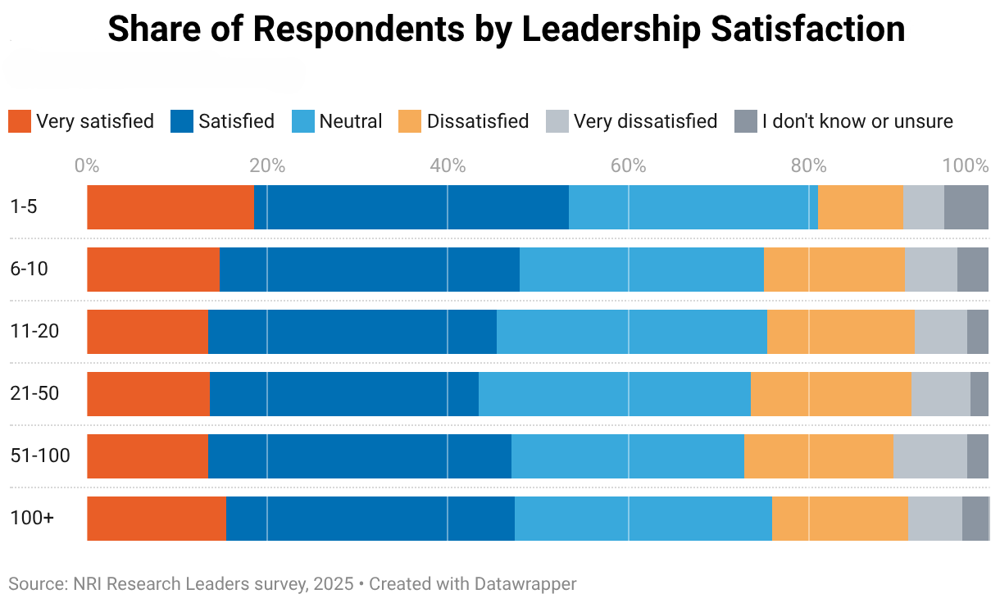 Share of Respondents by Leadership Satisfaction
Very satisfied Satisfied Neutral Dissatisfied Very dissatisfied I don't know or unsure
0% 20% 40% 60% 80% 100%
1-5
6-10
11-20
21-50
51-100
100+
Source: NRI Research Leaders survey, 2025 • Created with Datawrapper